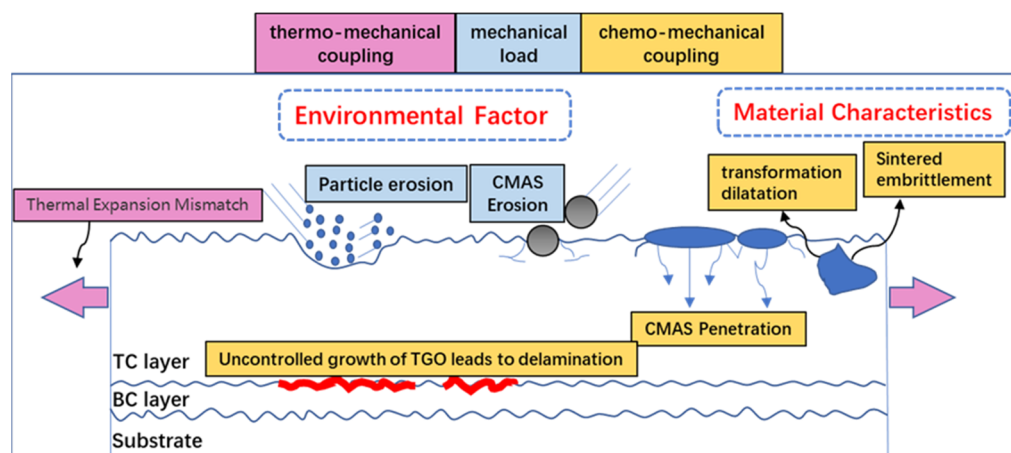 thermo-mechanical
coupling
mechanical
load
chemo-mechanical
coupling
Environmental Factor
Material Characteristics
Particle erosion
CMAS
Erosion
transformation
dilatation
Sintered
embrittlement
Thermal Expansion Mismatch
CMAS Penetration
Uncontrolled growth of TGO leads to delamination
TC layer
BC layer
Substrate